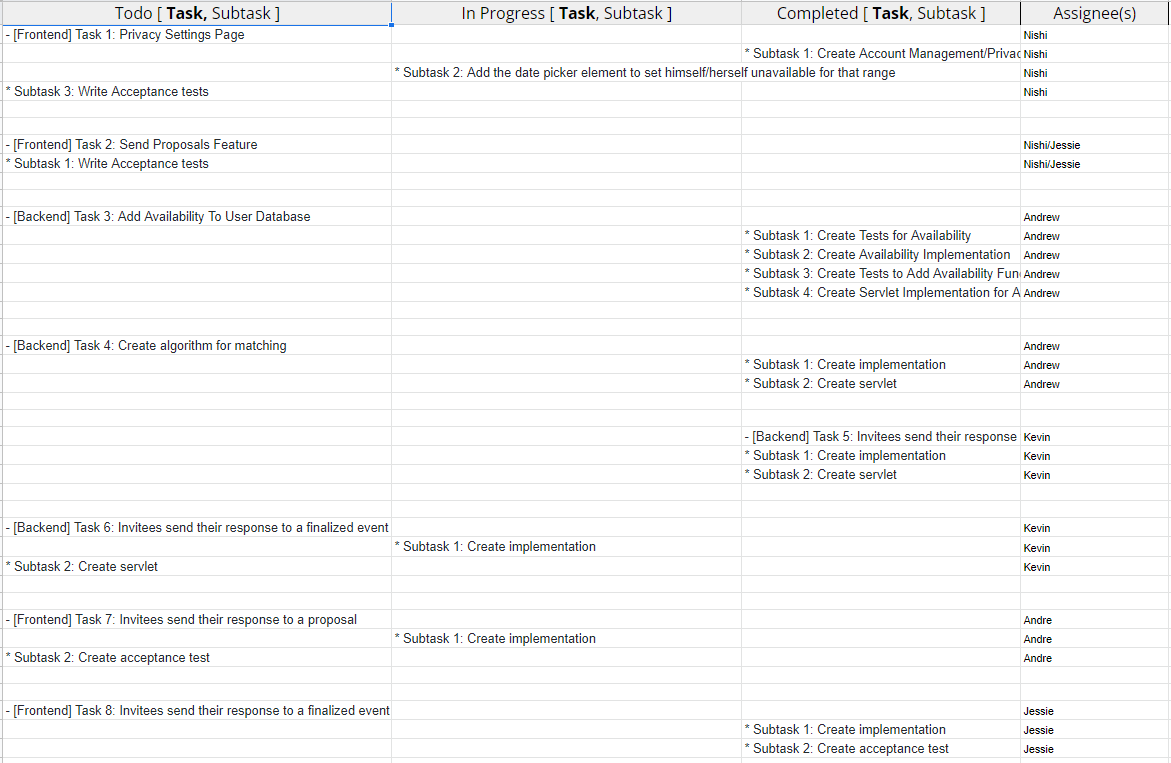 Todo [ Task, Subtask ] In Progress [ Task, Subtask ] Completed [ Task, Subtask ] Assignee(s)
- [Frontend] Task 1: Privacy Settings Page Nishi
* Subtask 1: Create Account Management/Privac Nishi
* Subtask 2: Add the date picker element to set himself/herself unavailable for that range Nishi
* Subtask 3: Write Acceptance tests Nishi
- [Frontend] Task 2: Send Proposals Feature Nishi/Jessie
* Subtask 1: Write Acceptance tests Nishi/Jessie
- [Backend] Task 3: Add Availability To User Database Andrew
* Subtask 1: Create Tests for Availability Andrew
* Subtask 2: Create Availability Implementation Andrew
* Subtask 3: Create Tests to Add Availability Fun Andrew
* Subtask 4: Create Servlet Implementation for A Andrew
- [Backend] Task 4: Create algorithm for matching Andrew
* Subtask 1: Create implementation Andrew
* Subtask 2: Create servlet Andrew
- [Backend] Task 5: Invitees send their response Kevin
* Subtask 1: Create implementation Kevin
* Subtask 2: Create servlet Kevin
- [Backend] Task 6: Invitees send their response to a finalized event Kevin
* Subtask 1: Create implementation Kevin
* Subtask 2: Create servlet Kevin
- [Frontend] Task 7: Invitees send their response to a proposal Andre
* Subtask 1: Create implementation Andre
* Subtask 2: Create acceptance test Andre
- [Frontend] Task 8: Invitees send their response to a finalized event Jessie
* Subtask 1: Create implementation Jessie
* Subtask 2: Create acceptance test Jessie